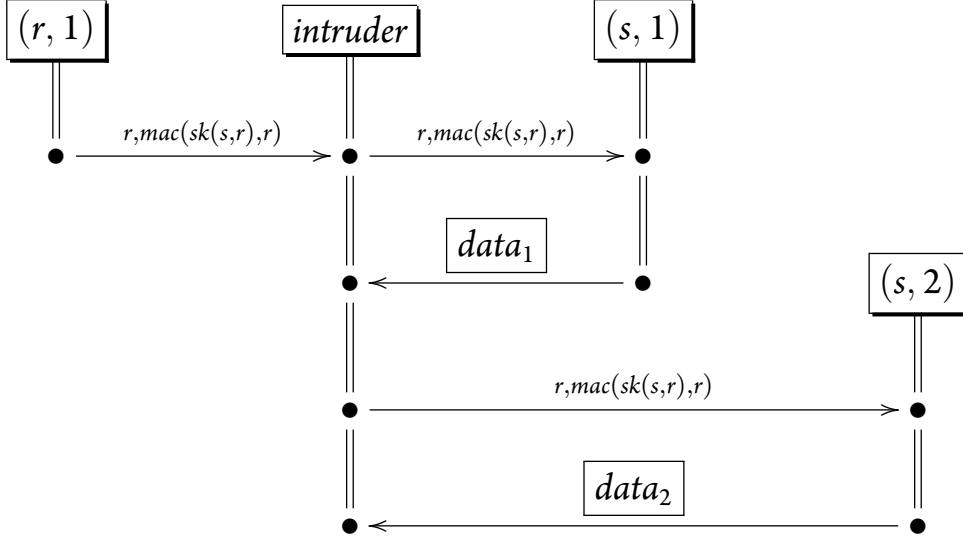 (r, 1)
intruder
(s, 1)
r,mac(sk(s,r),r)
r,mac(sk(s,r),r)
data₁
(s, 2)
r,mac(sk(s,r),r)
data₂